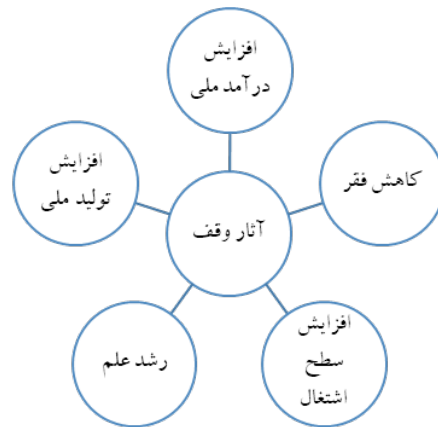 افزایش
درآمد ملی
کاهش فقر
افزایش
تولید ملی
آثار وقف
افزایش
سطح
اشتغال
رشد علم